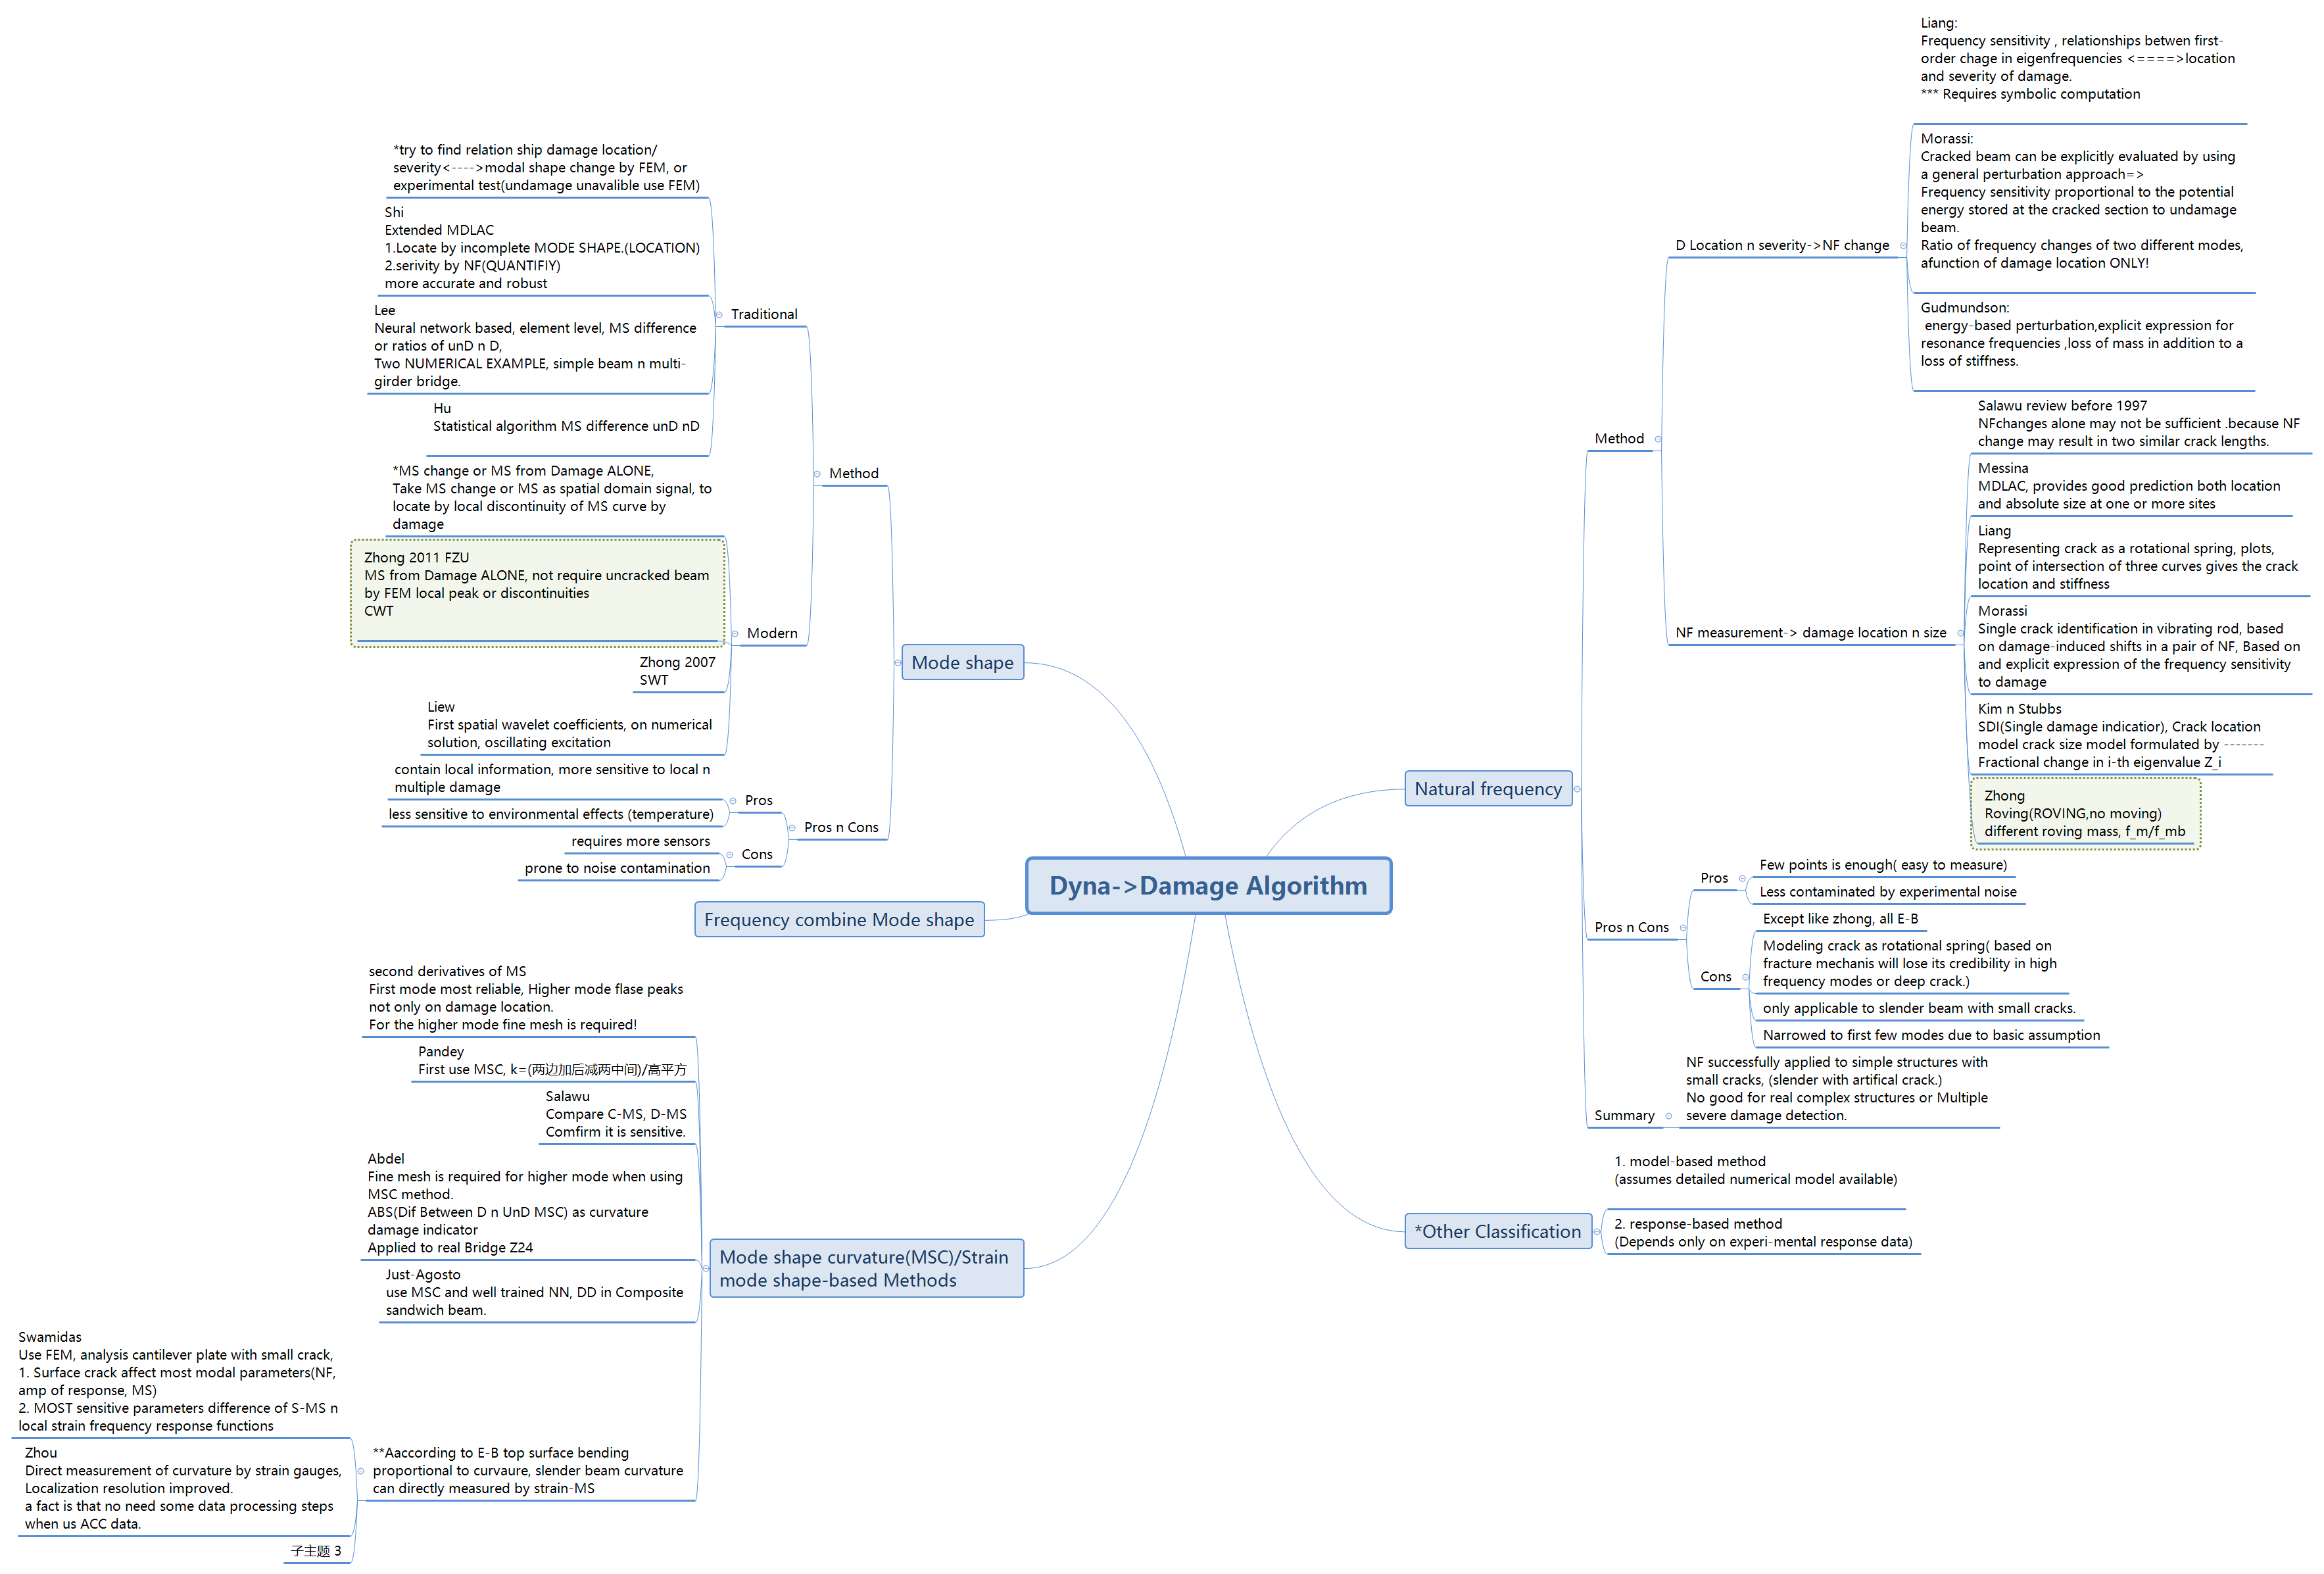 Dyna->Damage Algorithm
Natural frequency
Method
D Location n severity->NF change
Liang:
Frequency sensitivity , relationships betwen first-
order chage in eigenfrequencies <====>location
and severity of damage.
*** Requires symbolic computation
Morassi:
Cracked beam can be explicitly evaluated by using
a general perturbation approach=>
Frequency sensitivity proportional to the potential
energy stored at the cracked section to undamage
beam.
Ratio of frequency changes of two different modes,
afunction of damage location ONLY!
Gudmundson:
energy-based perturbation,explicit expression for
resonance frequencies ,loss of mass in addition to a
loss of stiffness.
NF measurement-> damage location n size
Salawu review before 1997
NFchanges alone may not be sufficient .because NF
change may result in two similar crack lengths.
Messina
MDLAC, provides good prediction both location
and absolute size at one or more sites
Liang
Representing crack as a rotational spring, plots,
point of intersection of three curves gives the crack
location and stiffness
Morassi
Single crack identification in vibrating rod, based
on damage-induced shifts in a pair of NF, Based on
and explicit expression of the frequency sensitivity
to damage
Kim n Stubbs
SDI(Single damage indicatior), Crack location
model crack size model formulated by -------
Fractional change in i-th eigenvalue Z_i
Zhong
Roving(ROVING,no moving)
different roving mass, f_m/f_mb
Pros n Cons
Pros
Few points is enough( easy to measure)
Less contaminated by experimental noise
Cons
Except like zhong, all E-B
Modeling crack as rotational spring( based on
fracture mechanis will lose its credibility in high
frequency modes or deep crack.)
only applicable to slender beam with small cracks.
Narrowed to first few modes due to basic assumption
Summary
NF successfully applied to simple structures with
small cracks, (slender with artifical crack.)
No good for real complex structures or Multiple
severe damage detection.
*Other Classification
1. model-based method
(assumes detailed numerical model available)
2. response-based method
(Depends only on experi-mental response data)
Mode shape
Method
Traditional
*try to find relation ship damage location/
severity<---->modal shape change by FEM, or
experimental test(undamage unavalible use FEM)
Shi
Extended MDLAC
1.Locate by incomplete MODE SHAPE.(LOCATION)
2.serivity by NF(QUANTIFIY)
more accurate and robust
Lee
Neural network based, element level, MS difference
or ratios of unD n D,
Two NUMERICAL EXAMPLE, simple beam n multi-
girder bridge.
Hu
Statistical algorithm MS difference unD nD
Modern
*MS change or MS from Damage ALONE,
Take MS change or MS as spatial domain signal, to
locate by local discontinuity of MS curve by
damage
Zhong 2011 FZU
MS from Damage ALONE, not require uncracked beam
by FEM local peak or discontinuities
CWT
Zhong 2007
SWT
Liew
First spatial wavelet coefficients, on numerical
solution, oscillating excitation
Pros n Cons
Pros
contain local information, more sensitive to local n
multiple damage
less sensitive to environmental effects (temperature)
Cons
requires more sensors
prone to noise contamination
Frequency combine Mode shape
Mode shape curvature(MSC)/Strain
mode shape-based Methods
second derivatives of MS
First mode most reliable, Higher mode flase peaks
not only on damage location.
For the higher mode fine mesh is required!
Pandey
First use MSC, k=(两边加后减两中间)/高平方
Salawu
Compare C-MS, D-MS
Comfirm it is sensitive.
Abdel
Fine mesh is required for higher mode when using
MSC method.
ABS(Dif Between D n UnD MSC) as curvature
damage indicator
Applied to real Bridge Z24
Just-Agosto
use MSC and well trained NN, DD in Composite
sandwich beam.
**Aaccording to E-B top surface bending
proportional to curvaure, slender beam curvature
can directly measured by strain-MS
Swamidas
Use FEM, analysis cantilever plate with small crack,
1. Surface crack affect most modal parameters(NF,
amp of response, MS)
2. MOST sensitive parameters difference of S-MS n
local strain frequency response functions
Zhou
Direct measurement of curvature by strain gauges,
Localization resolution improved.
a fact is that no need some data processing steps
when us ACC data.
子主题 3